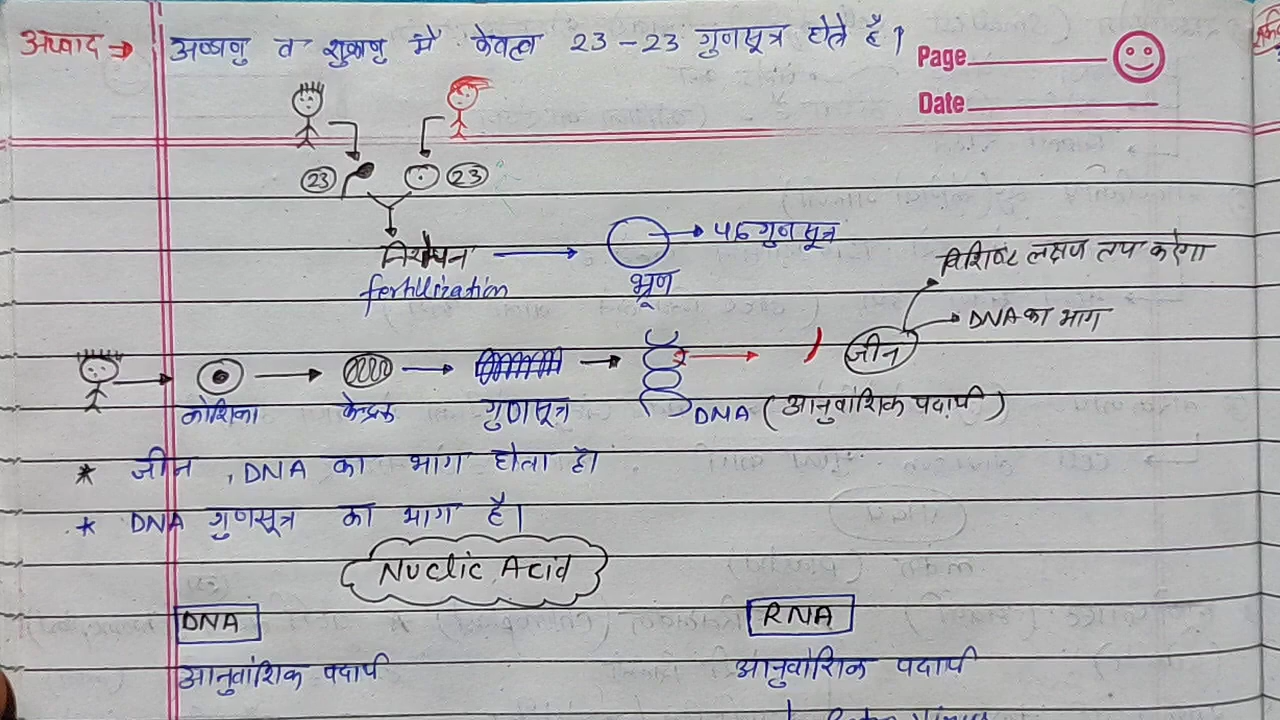 अपवाद → अण्डाणु व शुक्राणु में केवल 23-23 गुणसूत्र होते है।
Page
Date
23 23
निषेचन → 46 गुणसूत्र
fertilization भ्रूण
विशिष्ट लक्षण तय करेगा
DNA का भाग
जीन
कोशिका केन्द्रक गुणसूत्र DNA (आनुवांशिक पदार्थ)
* जीन, DNA का भाग होता है।
* DNA गुणसूत्र का भाग है।
Nuclic Acid
DNA RNA
आनुवांशिक पदार्थ आनुवांशिक पदार्थ